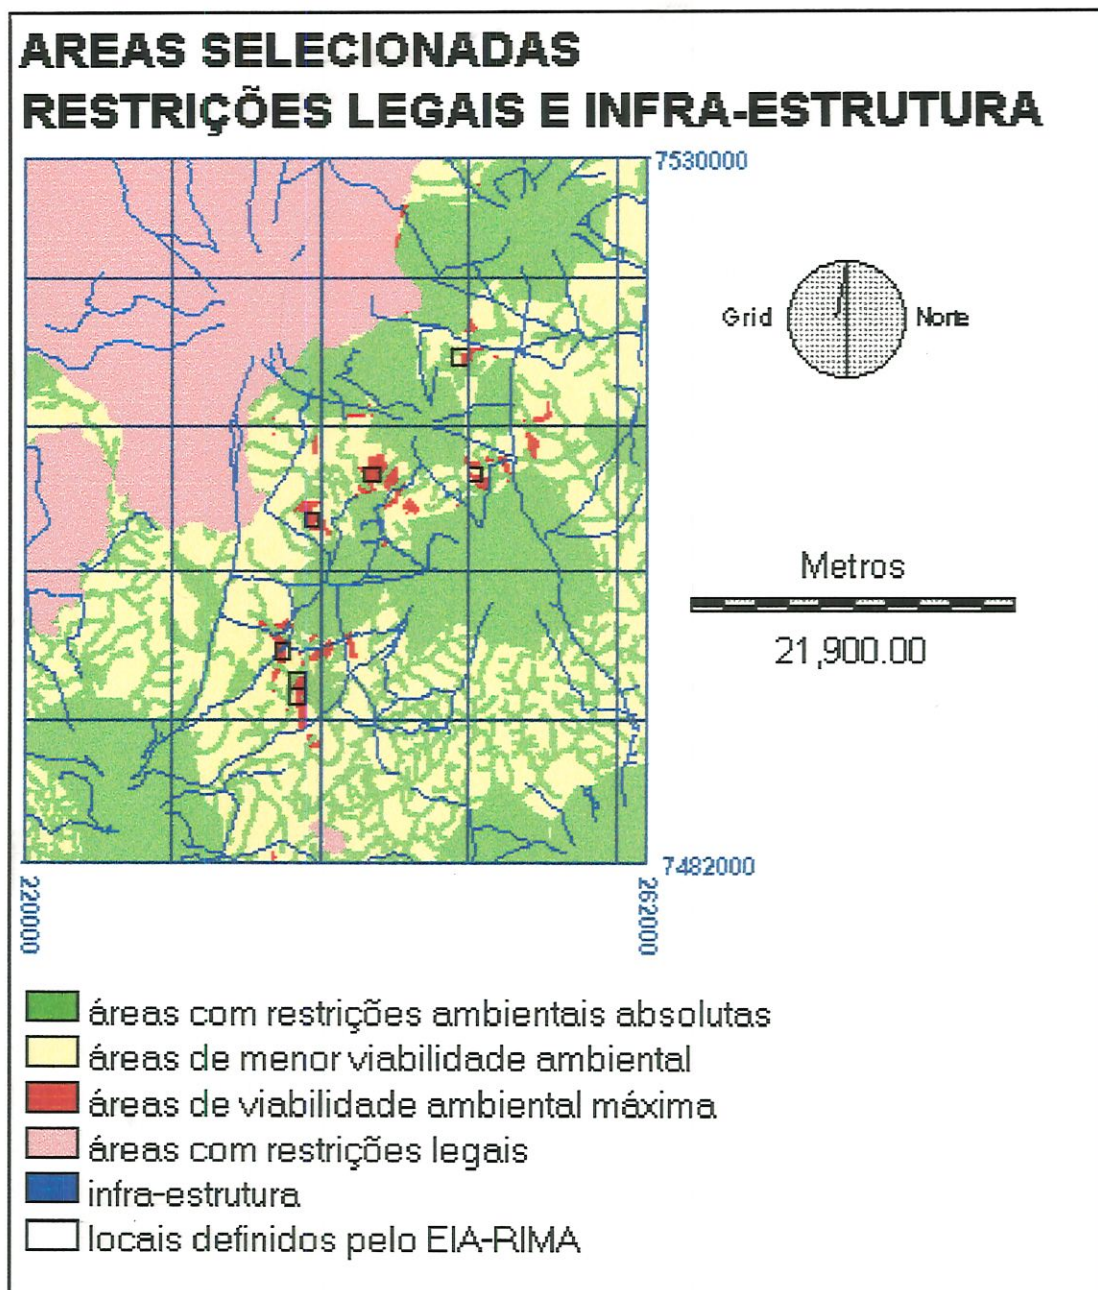 AREAS SELECIONADAS
RESTRIÇÕES LEGAIS E INFRA-ESTRUTURA
7530000
Grid Norte
Metros
21,900.00
7482000
220000
262000
áreas com restrições ambientais absolutas
áreas de menor viabilidade ambiental
áreas de viabilidade ambiental máxima
áreas com restrições legais
infra-estrutura
locais definidos pelo EIA-RIMA